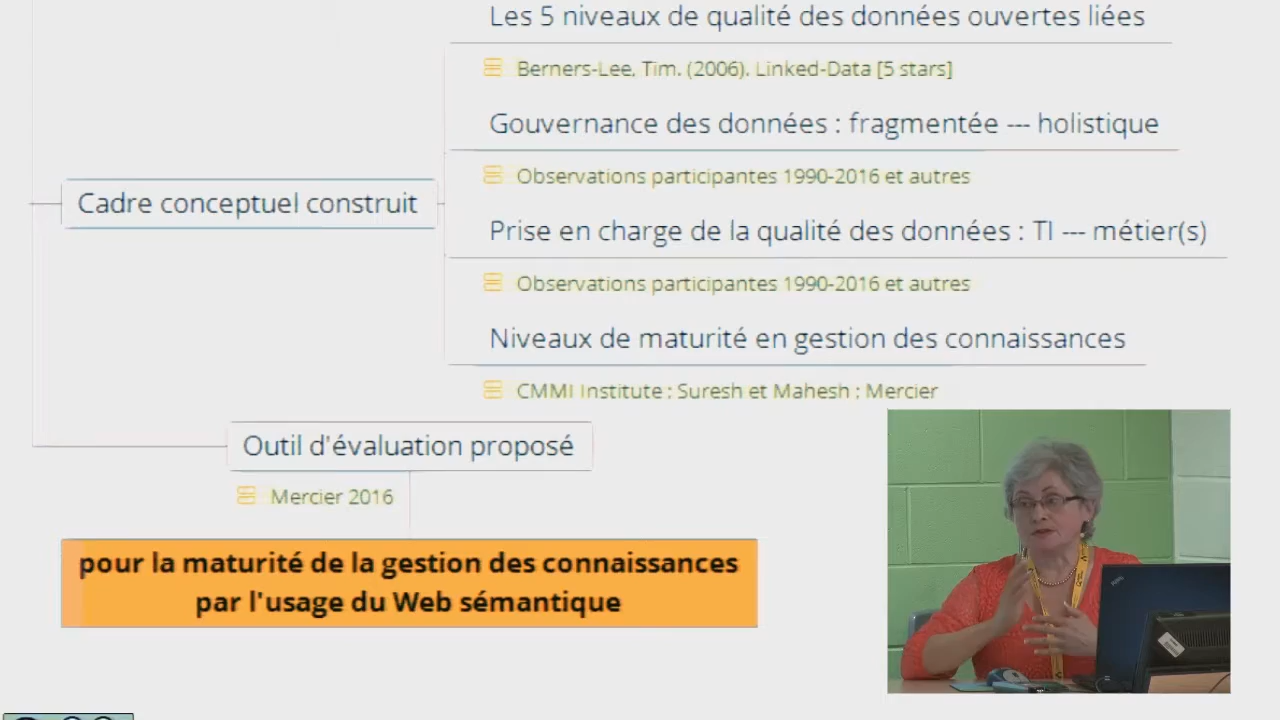 Les 5 niveaux de qualité des données ouvertes liées
Berners-Lee, Tim. (2006). Linked-Data [5 stars]
Gouvernance des données : fragmentée --- holistique
Observations participantes 1990-2016 et autres
Cadre conceptuel construit
Prise en charge de la qualité des données : TI --- métier(s)
Observations participantes 1990-2016 et autres
Niveaux de maturité en gestion des connaissances
CMMI Institute ; Suresh et Mahesh ; Mercier
Outil d'évaluation proposé
Mercier 2016
pour la maturité de la gestion des connaissances
par l'usage du Web sémantique